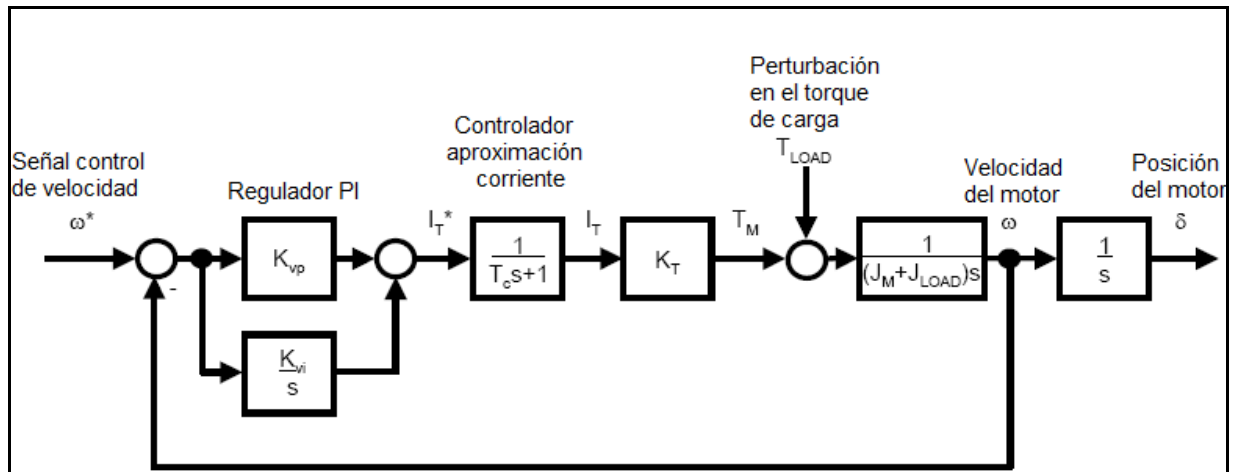 Perturbación
en el torque
de carga
T_LOAD
Controlador
aproximación
corriente
Señal control
de velocidad
ω*
Regulador PI
Velocidad
del motor
ω
Posición
del motor
δ
I_T*
I_T
T_M
K_vp
1
T_c s+1
K_T
1
(J_M+J_LOAD)s
1
s
-
K_vi
s